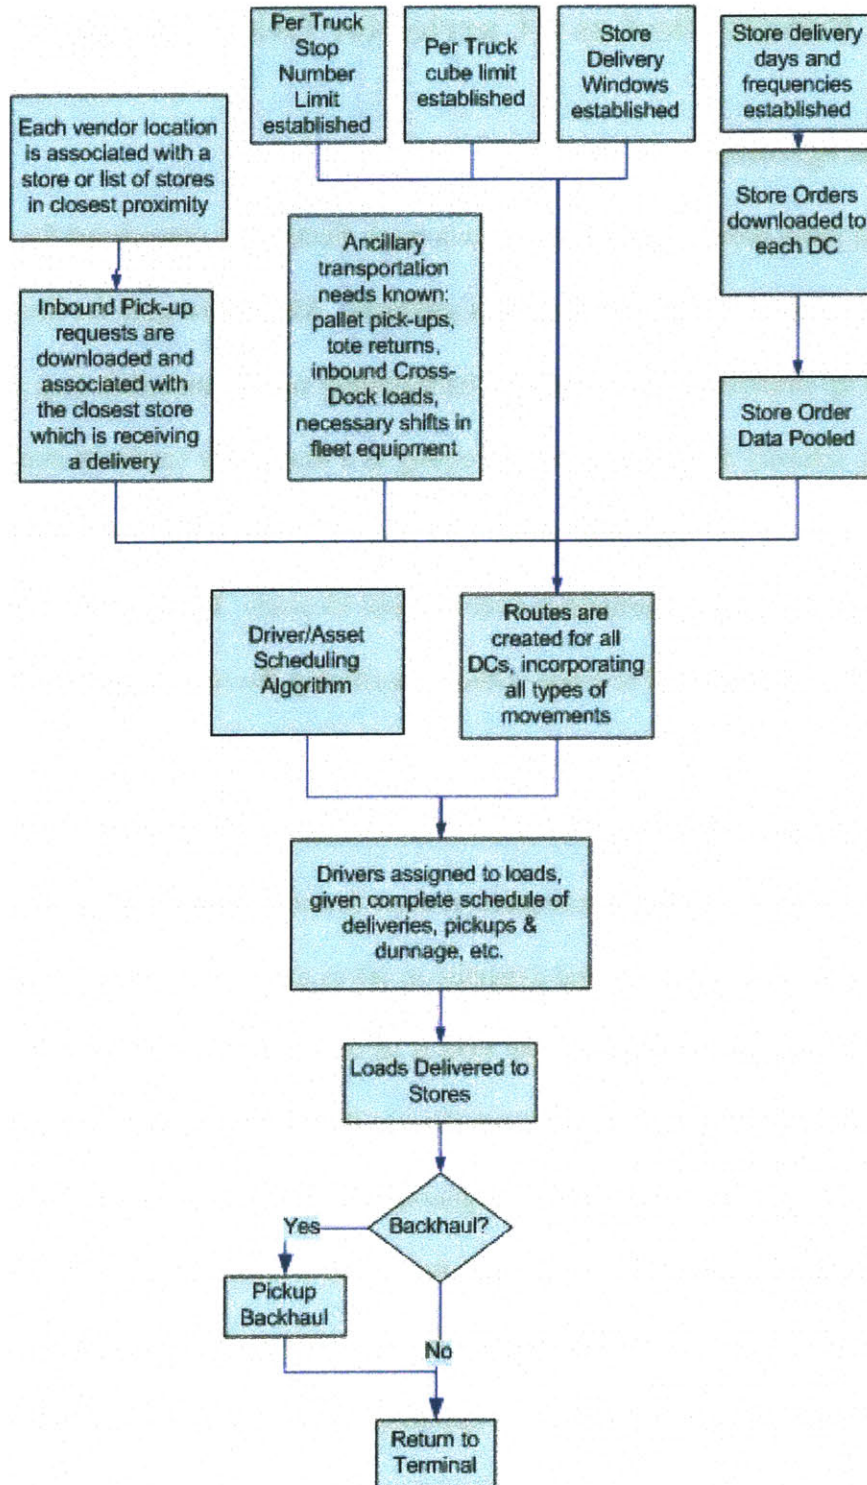 Per Truck
Stop
Number
Limit
established
Per Truck
cube limit
established
Store
Delivery
Windows
established
Store delivery
days and
frequencies
established
Each vendor location
is associated with a
store or list of stores
in closest proximity
Store Orders
downloaded to
each DC
Ancillary
transportation
needs known:
pallet pick-ups,
tote returns,
inbound Cross-
Dock loads,
necessary shifts in
fleet equipment
Inbound Pick-up
requests are
downloaded and
associated with
the closest store
which is receiving
a delivery
Store Order
Data Pooled
Driver/Asset
Scheduling
Algorithm
Routes are
created for all
DCs, incorporating
all types of
movements
Drivers assigned to loads,
given complete schedule of
deliveries, pickups &
dunnage, etc.
Loads Delivered to
Stores
Backhaul?
Yes
Pickup
Backhaul
No
Return to
Terminal